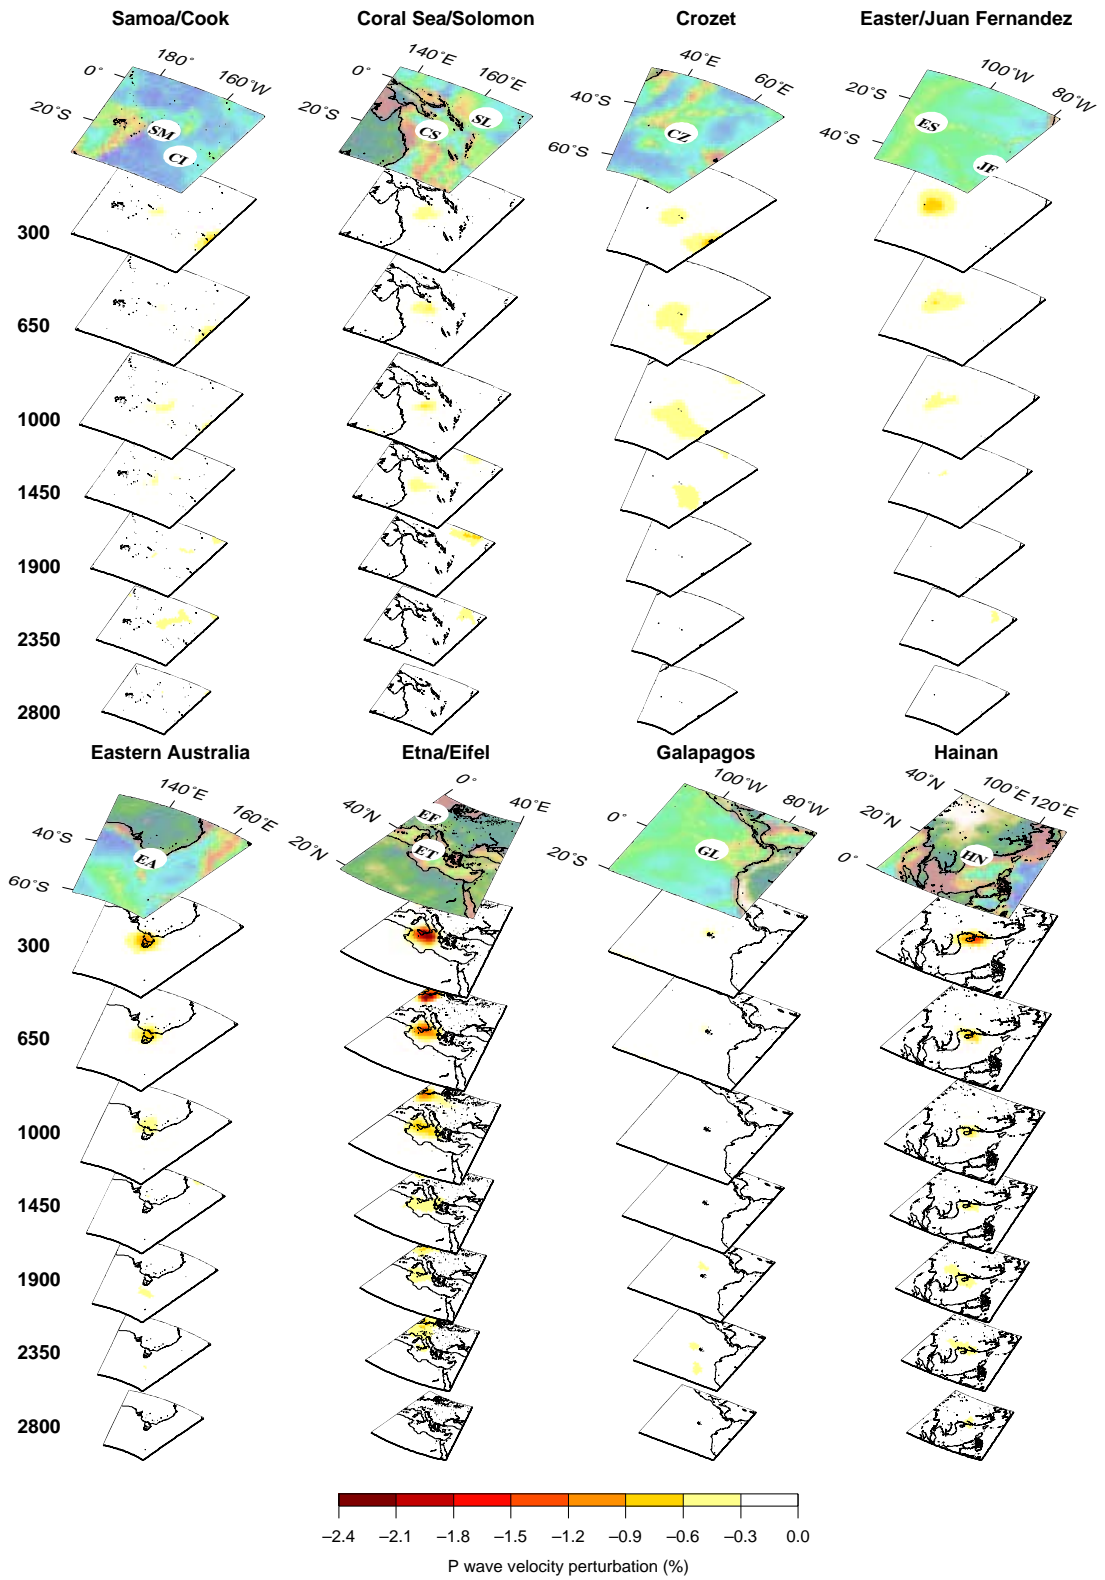 Samoa/Cook
Coral Sea/Solomon
Crozet
Easter/Juan Fernandez
0˚ 180˚ 160˚W
20˚S
SM
CI
0˚ 140˚E 160˚E
20˚S
CS SL
40˚E 60˚E
40˚S
60˚S
CZ
100˚W 80˚W
20˚S
40˚S
ES
JF
300
650
1000
1450
1900
2350
2800
Eastern Australia
Etna/Eifel
Galapagos
Hainan
140˚E 160˚E
40˚S
60˚S
EA
0˚ 40˚E
40˚N
20˚N
EF
ET
100˚W 80˚W
0˚
20˚S
GL
40˚N 100˚E 120˚E
20˚N
0˚
HN
300
650
1000
1450
1900
2350
2800
−2.4 −2.1 −1.8 −1.5 −1.2 −0.9 −0.6 −0.3 0.0
P wave velocity perturbation (%)